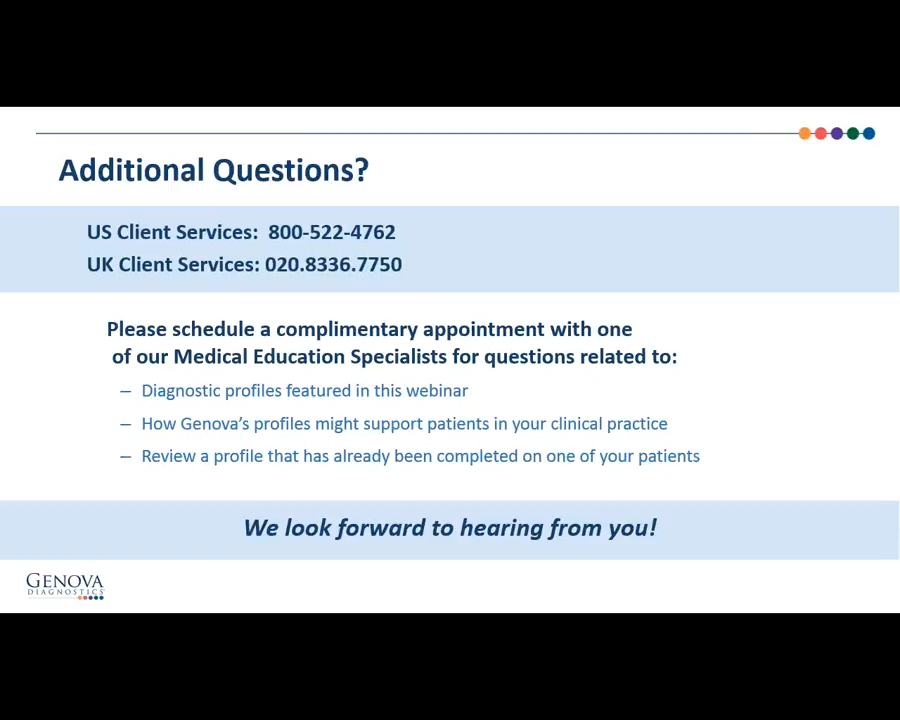 Additional Questions?
US Client Services:  800-522-4762
UK Client Services: 020.8336.7750
Please schedule a complimentary appointment with one
of our Medical Education Specialists for questions related to:
– Diagnostic profiles featured in this webinar
– How Genova's profiles might support patients in your clinical practice
– Review a profile that has already been completed on one of your patients
We look forward to hearing from you!
GENOVA
DIAGNOSTICS